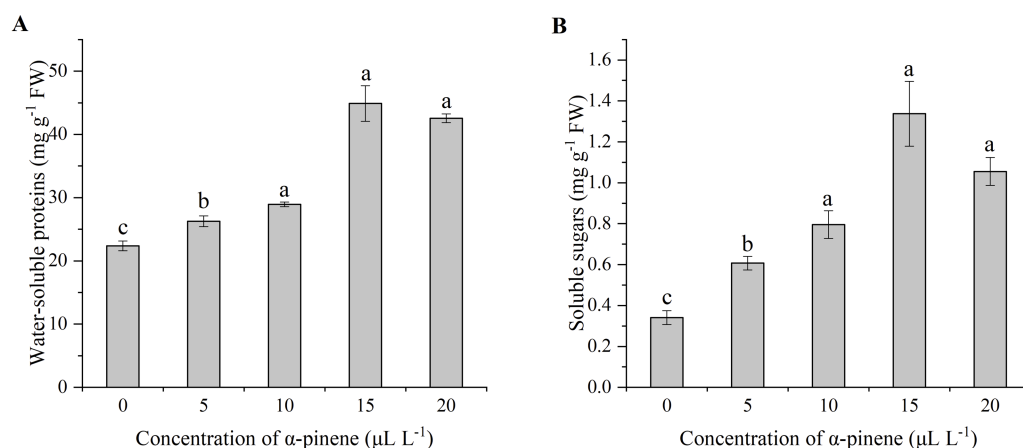 A
Water-soluble proteins (mg g⁻¹ FW)
50
40
30
20
10
0
c
b
a
a
a
0 5 10 15 20
Concentration of α-pinene (μL L⁻¹)
B
Soluble sugars (mg g⁻¹ FW)
1.6
1.4
1.2
1.0
0.8
0.6
0.4
0.2
0.0
c
b
a
a
a
0 5 10 15 20
Concentration of α-pinene (μL L⁻¹)